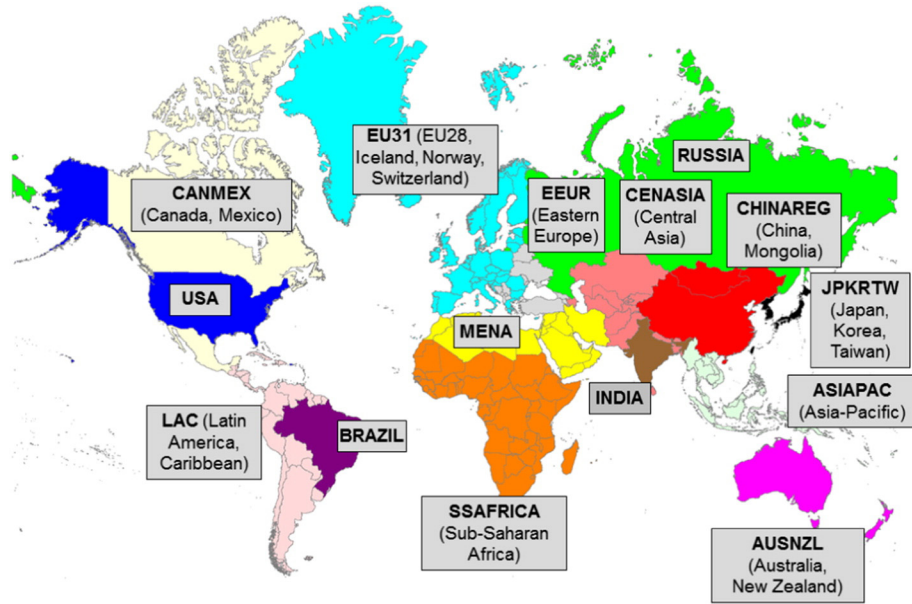 EU31 (EU28,
Iceland, Norway,
Switzerland)
RUSSIA
CANMEX
(Canada, Mexico)
EEUR
(Eastern
Europe)
CENASIA
(Central
Asia)
CHINAREG
(China,
Mongolia)
USA
JPKRTW
(Japan,
Korea,
Taiwan)
MENA
INDIA
ASIAPAC
(Asia-Pacific)
LAC (Latin
America,
Caribbean)
BRAZIL
SSAFRICA
(Sub-Saharan
Africa)
AUSNZL
(Australia,
New Zealand)